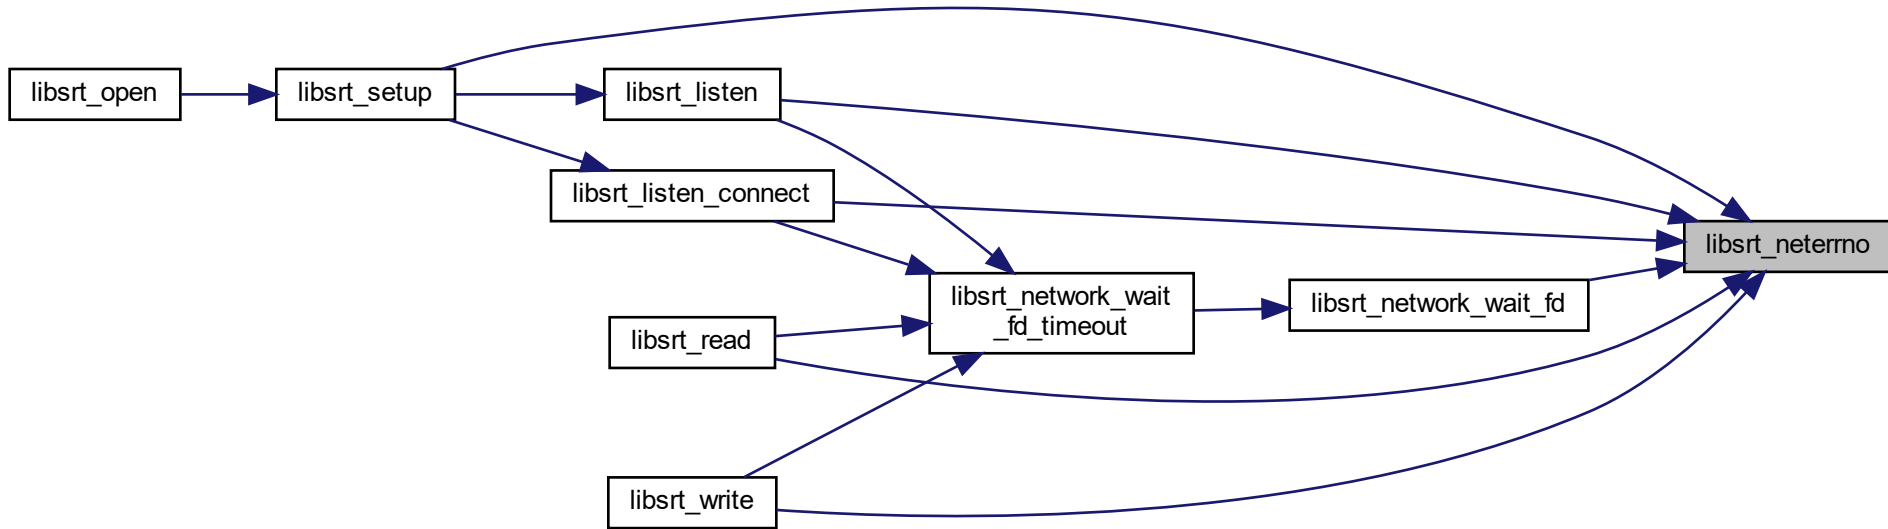 libsrt_open
libsrt_setup
libsrt_listen
libsrt_listen_connect
libsrt_neterrno
libsrt_network_wait
_fd_timeout
libsrt_network_wait_fd
libsrt_read
libsrt_write